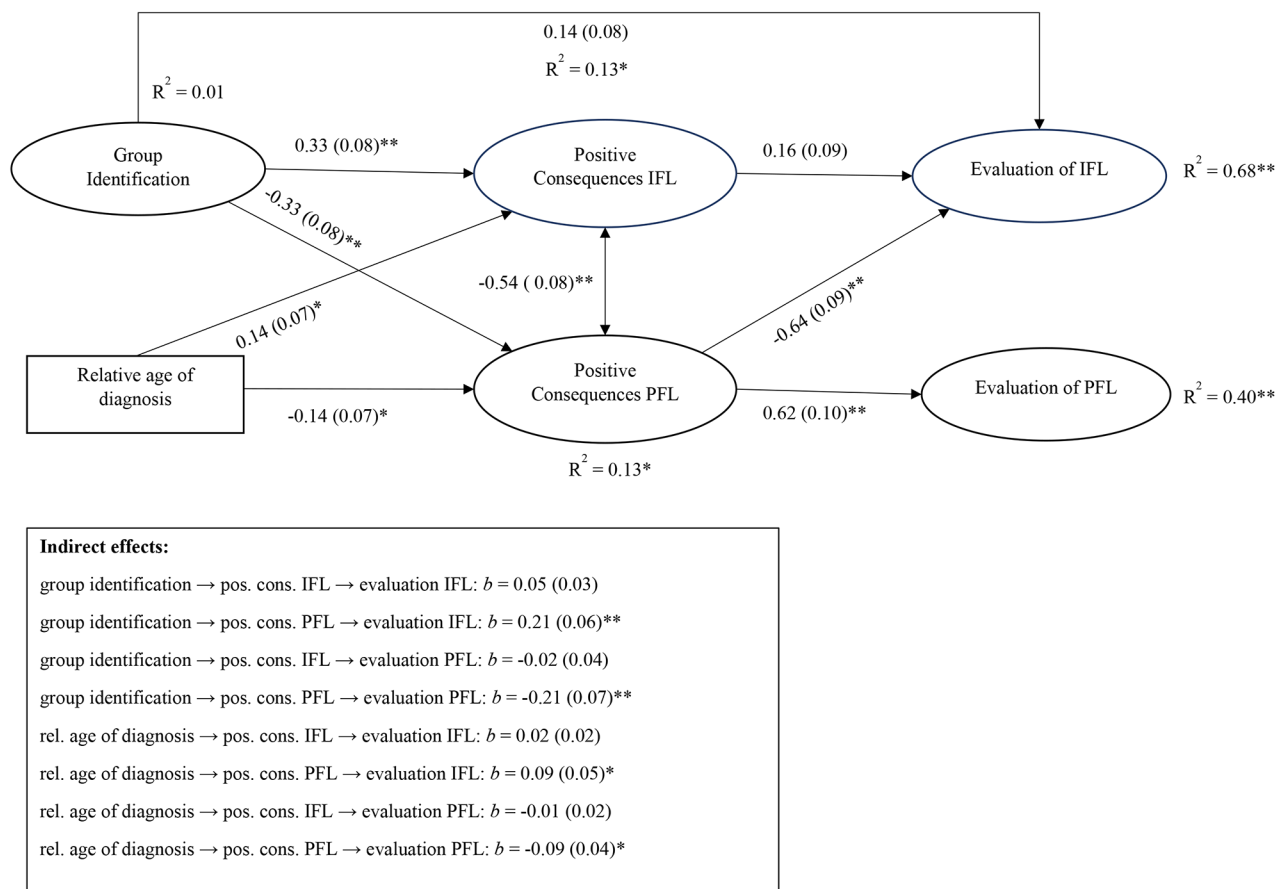 0.14 (0.08)
R² = 0.13*
R² = 0.01
Group
Identification
0.33 (0.08)**
Positive
Consequences IFL
0.16 (0.09)
Evaluation of IFL
R² = 0.68**
-0.33 (0.08)**
-0.54 ( 0.08)**
0.14 (0.07)*
-0.64 (0.09)**
Relative age of
diagnosis
-0.14 (0.07)*
Positive
Consequences PFL
0.62 (0.10)**
Evaluation of PFL
R² = 0.40**
R² = 0.13*
Indirect effects:
group identification → pos. cons. IFL → evaluation IFL: b = 0.05 (0.03)
group identification → pos. cons. PFL → evaluation IFL: b = 0.21 (0.06)**
group identification → pos. cons. IFL → evaluation PFL: b = -0.02 (0.04)
group identification → pos. cons. PFL → evaluation PFL: b = -0.21 (0.07)**
rel. age of diagnosis → pos. cons. IFL → evaluation IFL: b = 0.02 (0.02)
rel. age of diagnosis → pos. cons. PFL → evaluation IFL: b = 0.09 (0.05)*
rel. age of diagnosis → pos. cons. IFL → evaluation PFL: b = -0.01 (0.02)
rel. age of diagnosis → pos. cons. PFL → evaluation PFL: b = -0.09 (0.04)*